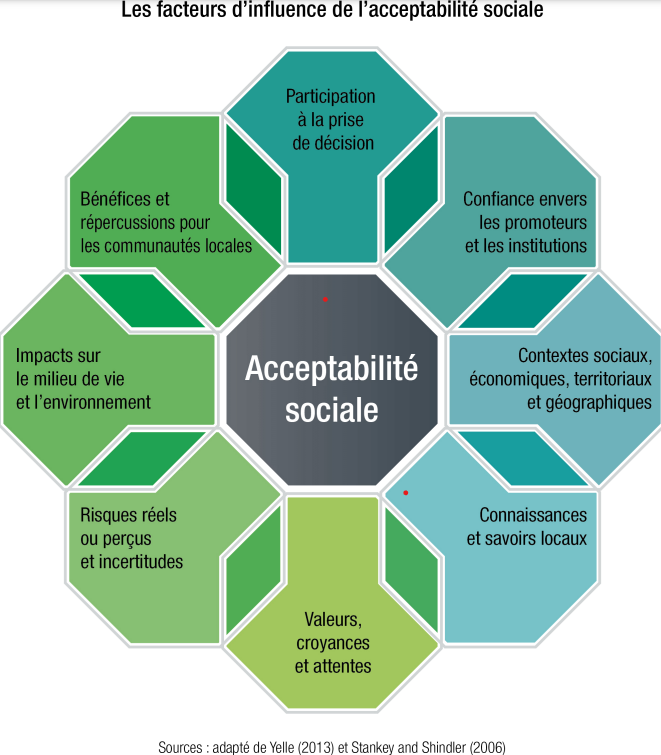 Les facteurs d’influence de l’acceptabilité sociale
Participation
à la prise
de décision
Bénéfices et
répercussions pour
les communautés locales
Confiance envers
les promoteurs
et les institutions
Impacts sur
le milieu de vie
et l’environnement
Acceptabilité
sociale
Contextes sociaux,
économiques, territoriaux
et géographiques
Risques réels
ou perçus
et incertitudes
Connaissances
et savoirs locaux
Valeurs,
croyances
et attentes
Sources : adapté de Yelle (2013) et Stankey and Shindler (2006)